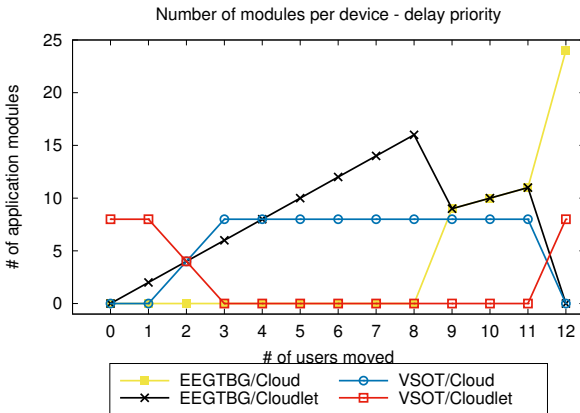 Number of modules per device - delay priority
25
20
15
10
5
0
# of application modules
0 1 2 3 4 5 6 7 8 9 10 11 12
# of users moved
EEGTBG/Cloud VSOT/Cloud
EEGTBG/Cloudlet VSOT/Cloudlet